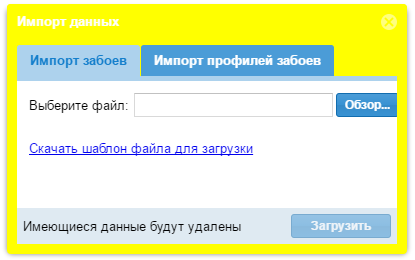 Импорт данных
Импорт забоев Импорт профилей забоев
Выберите файл: Обзор...
Скачать шаблон файла для загрузки
Имеющиеся данные будут удалены Загрузить